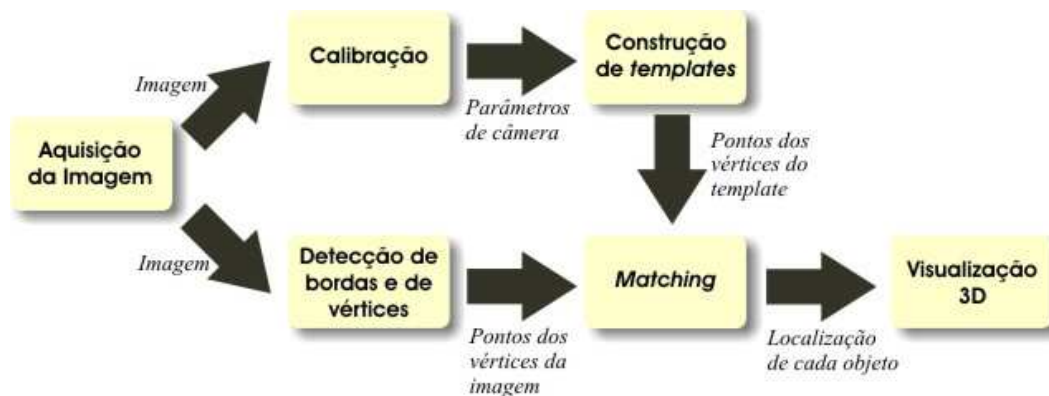 Aquisição
da Imagem
Imagem
Calibração
Parâmetros
de câmera
Construção
de templates
Pontos dos
vértices do
template
Imagem
Detecção de
bordas e de
vértices
Pontos dos
vértices da
imagem
Matching
Localização
de cada objeto
Visualização
3D